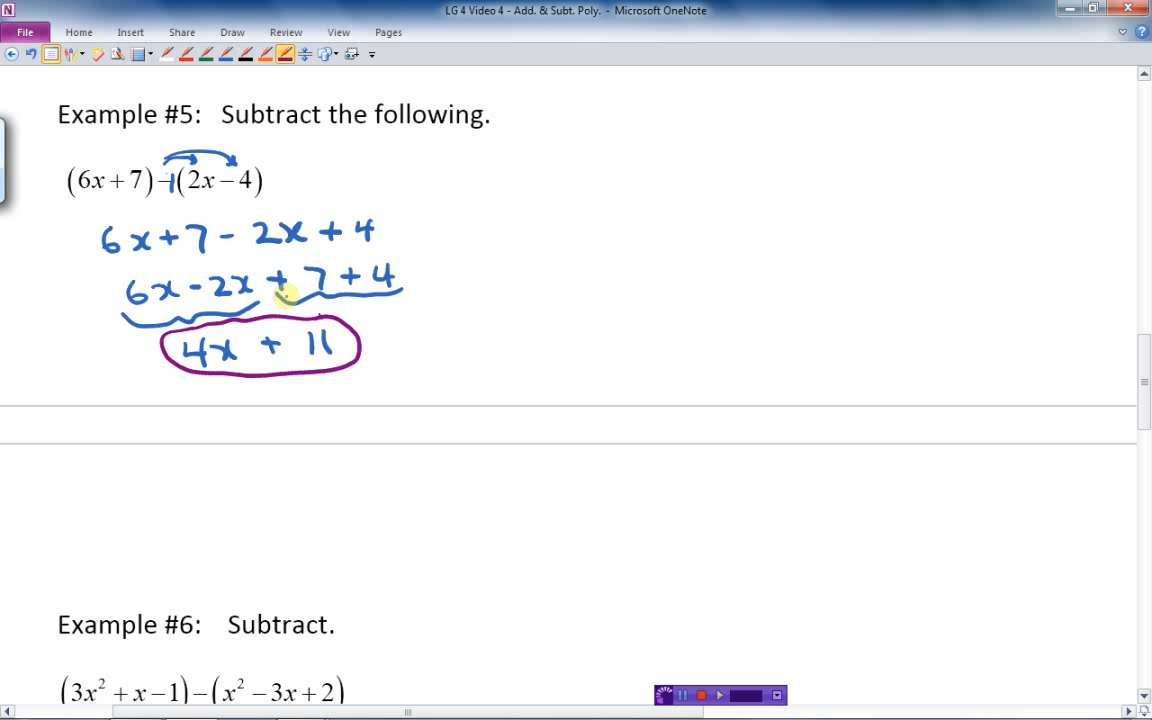 LG 4 Video 4 - Add. & Subt. Poly. - Microsoft OneNote
File Home Insert Share Draw Review View Pages
Example #5: Subtract the following.
(6x + 7) -1(2x - 4)
6x + 7 - 2x + 4
6x - 2x + 7 + 4
4x + 11
Example #6: Subtract.
(3x² + x - 1) - (x² - 3x + 2)